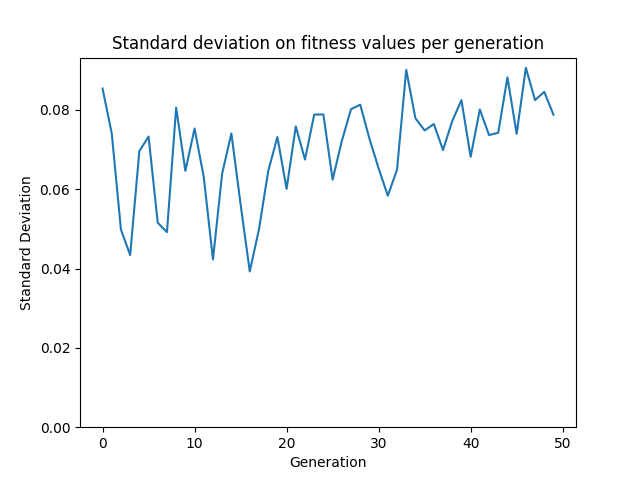 Standard deviation on fitness values per generation
Standard Deviation
0.08
0.06
0.04
0.02
0.00
0 10 20 30 40 50
Generation